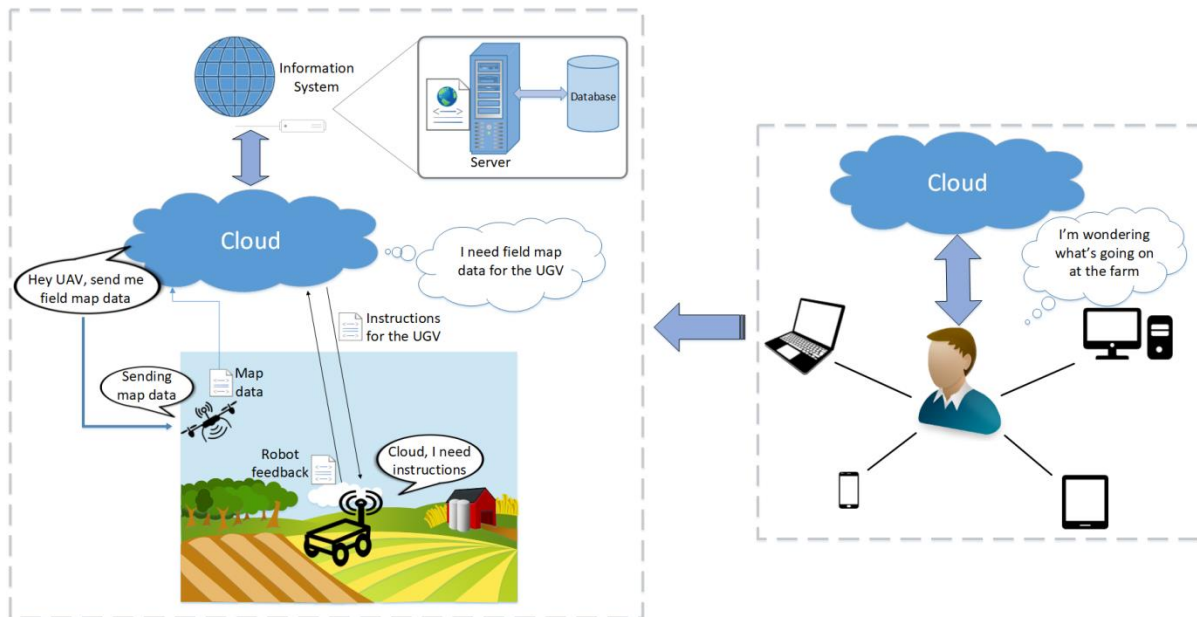 Information
System
Server
Database
Cloud
I need field map
data for the UGV
Hey UAV, send me
field map data
Instructions
for the UGV
Sending
map data
Map
data
Robot
feedback
Cloud, I need
instructions
Cloud
I'm wondering
what's going on
at the farm